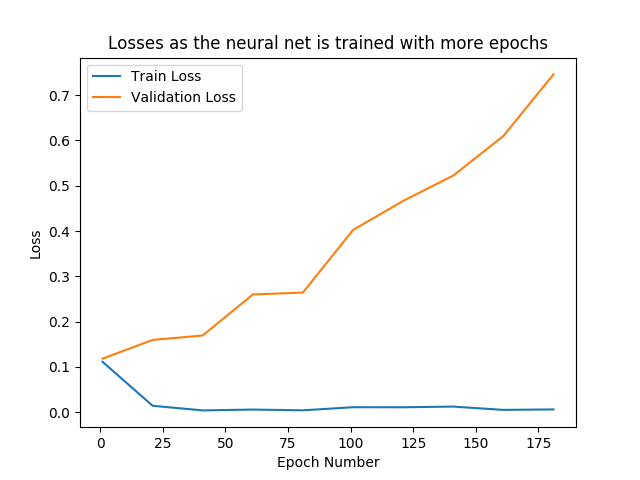 Losses as the neural net is trained with more epochs
Train Loss
Validation Loss
0.7
0.6
0.5
0.4
0.3
0.2
0.1
0.0
Loss
0 25 50 75 100 125 150 175
Epoch Number